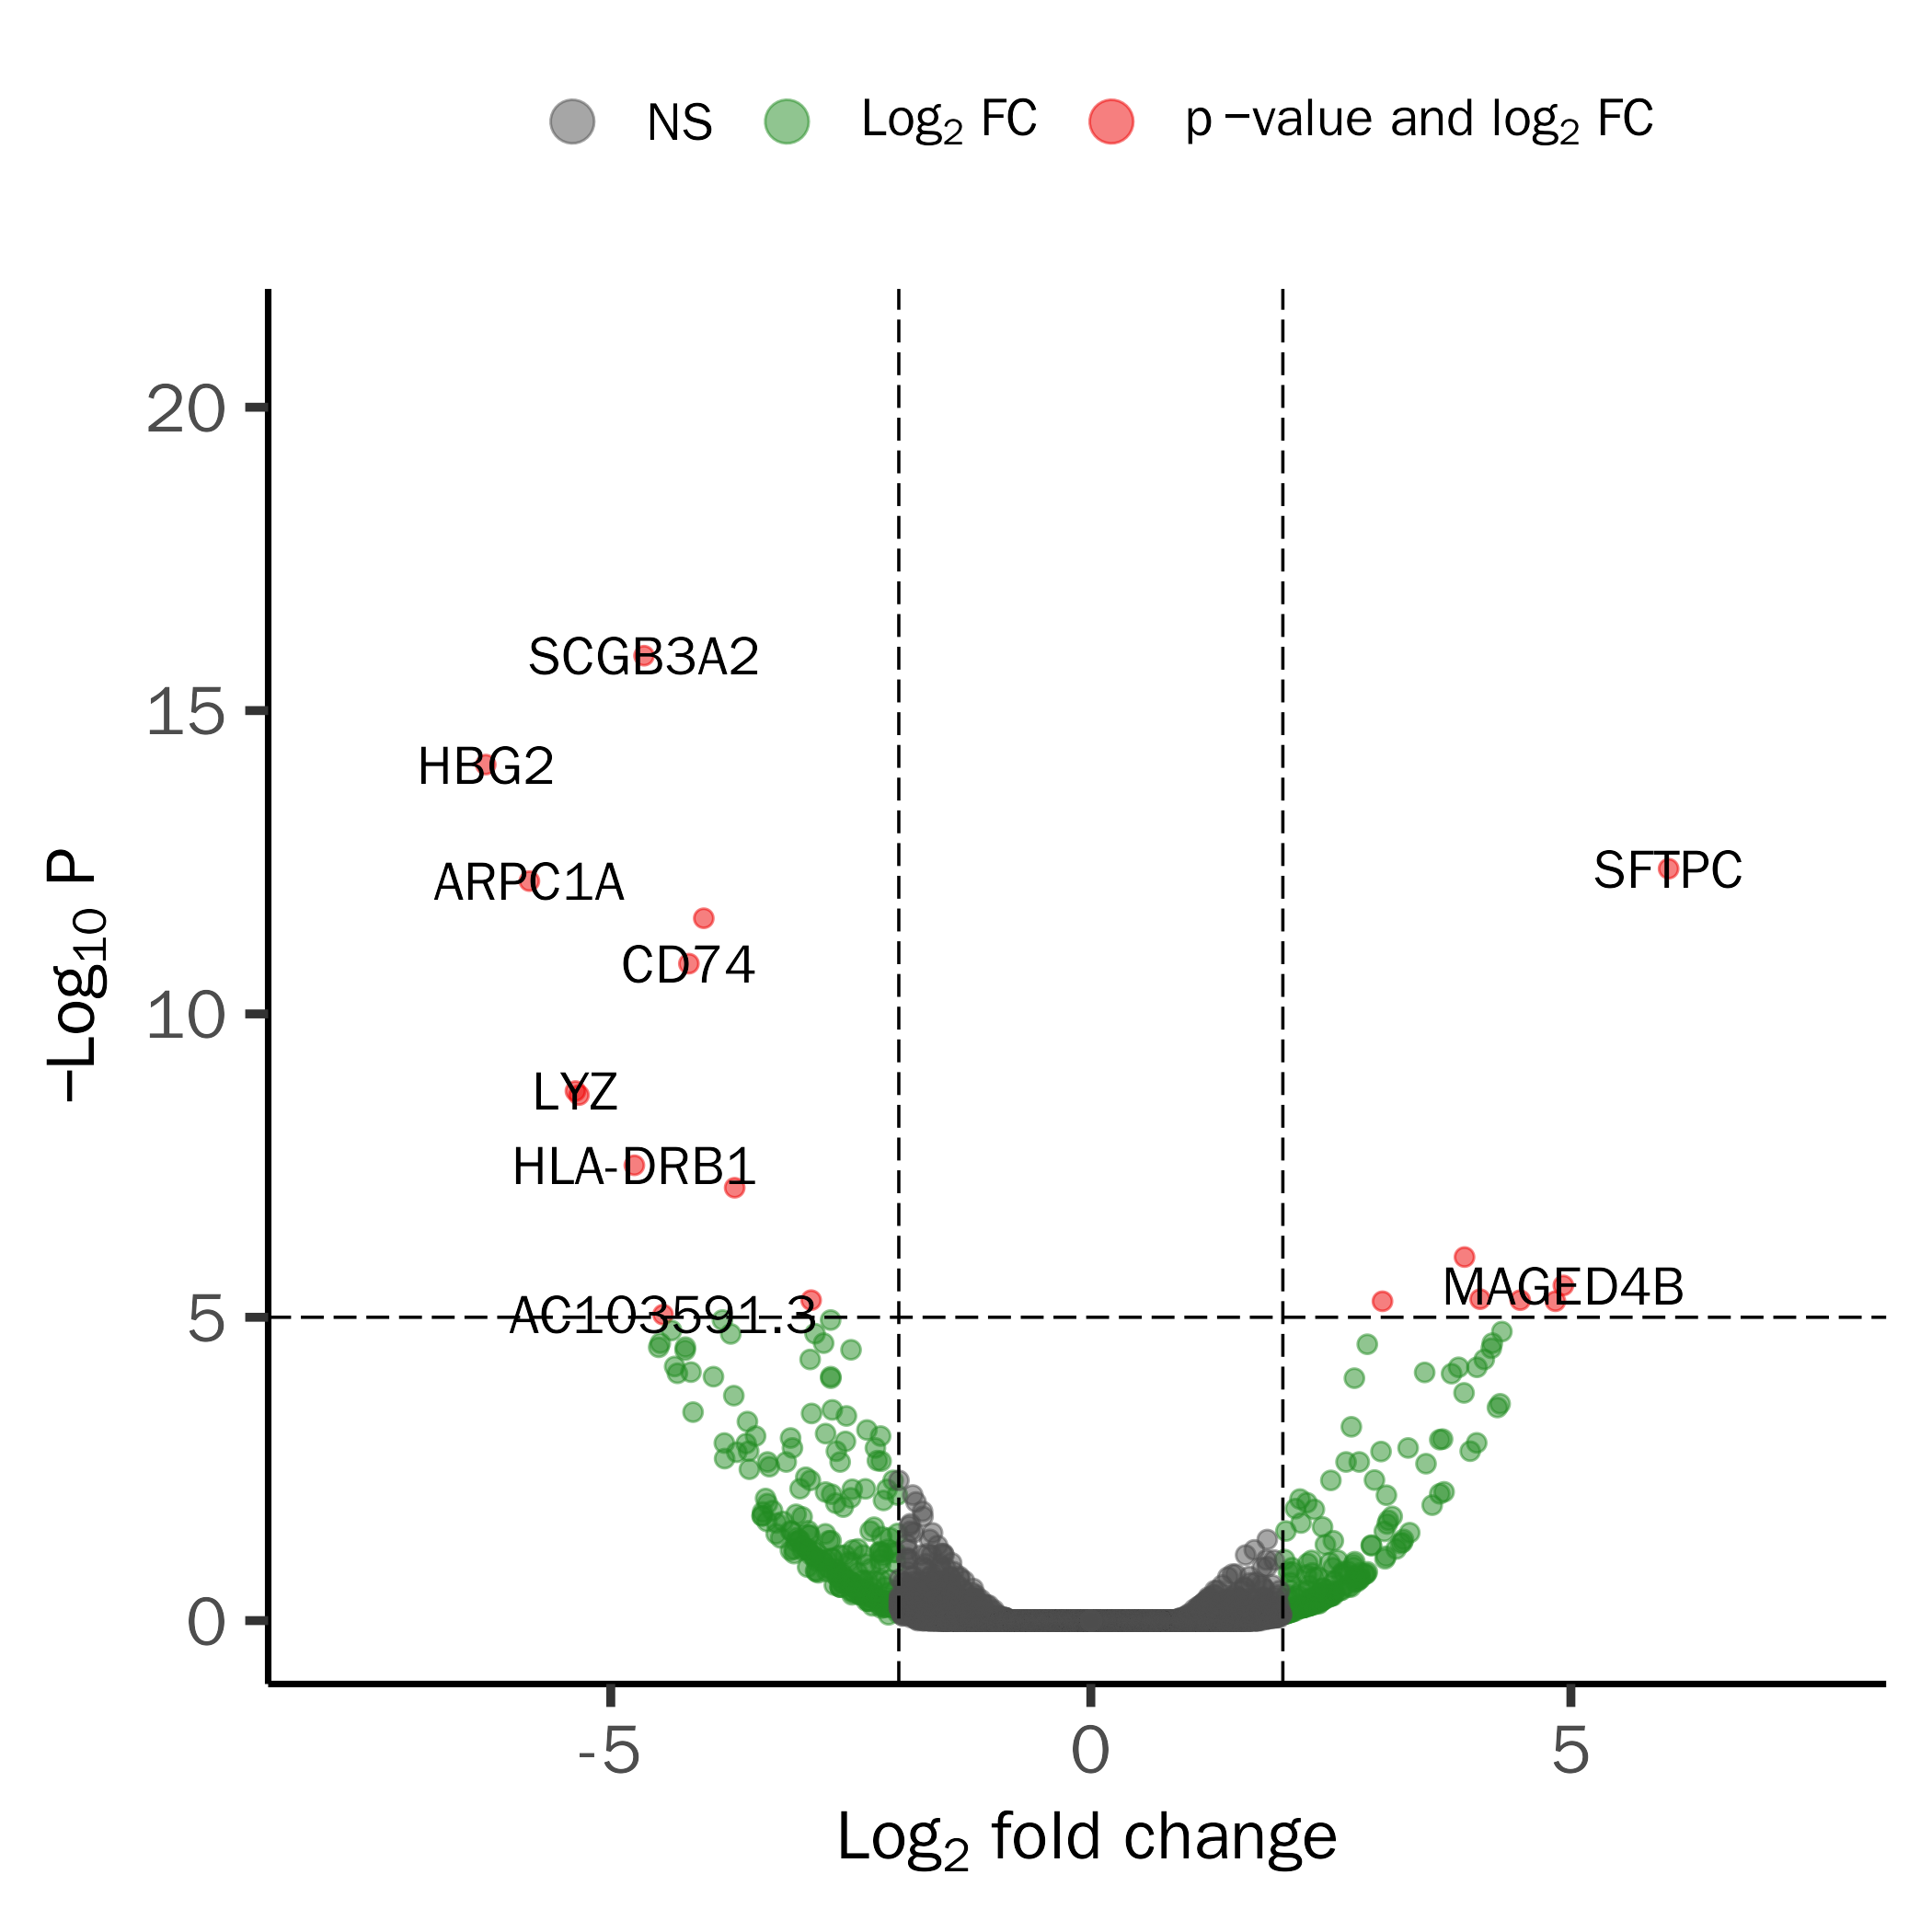 NS Log2 FC p −value and log2 FC
20
15
10
5
0
−Log10 P
SCGB3A2
HBG2
ARPC1A
SFTPC
CD74
LYZ
HLA-DRB1
MAGED4B
AC103591.3
-5 0 5
Log2 fold change